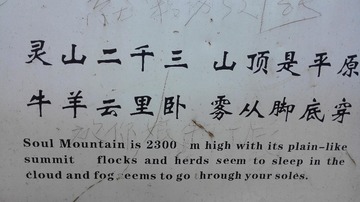 灵山二千三 山顶是平原
牛羊云里卧 雾从脚底穿
Soul Mountain is 2300 m high with its plain-like
summit flocks and herds seem to sleep in the
cloud and fog eems to go through your soles.